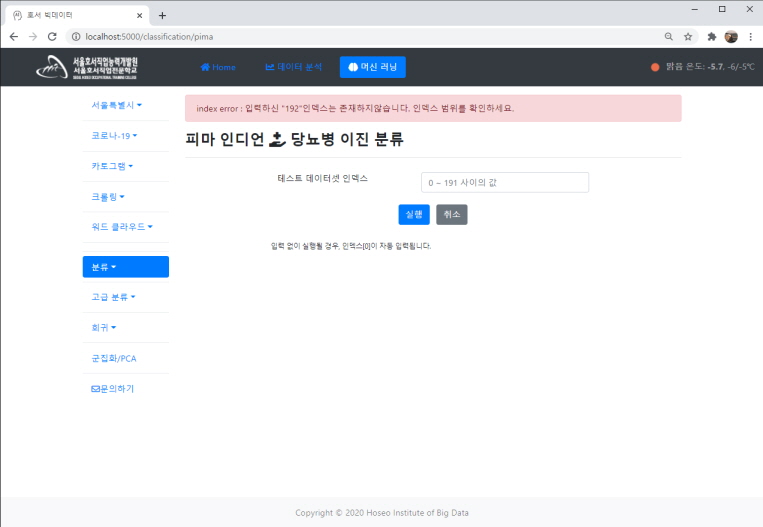 호서 빅데이터
localhost:5000/classification/pima
서울호서직업능력개발원
서울호서직업전문학교
Home
데이터 분석
머신 러닝
맑음 온도: -5.7, -6/-5℃
서울특별시
코로나-19
카토그램
크롤링
워드 클라우드
분류
고급 분류
회귀
군집화/PCA
문의하기
index error : 입력하신 "192"인덱스는 존재하지않습니다. 인덱스 범위를 확인하세요.
피마 인디언 당뇨병 이진 분류
테스트 데이터셋 인덱스
0 ~ 191 사이의 값
실행
취소
입력 없이 실행될 경우, 인덱스[0]이 자동 입력됩니다.
Copyright © 2020 Hoseo Institute of Big Data